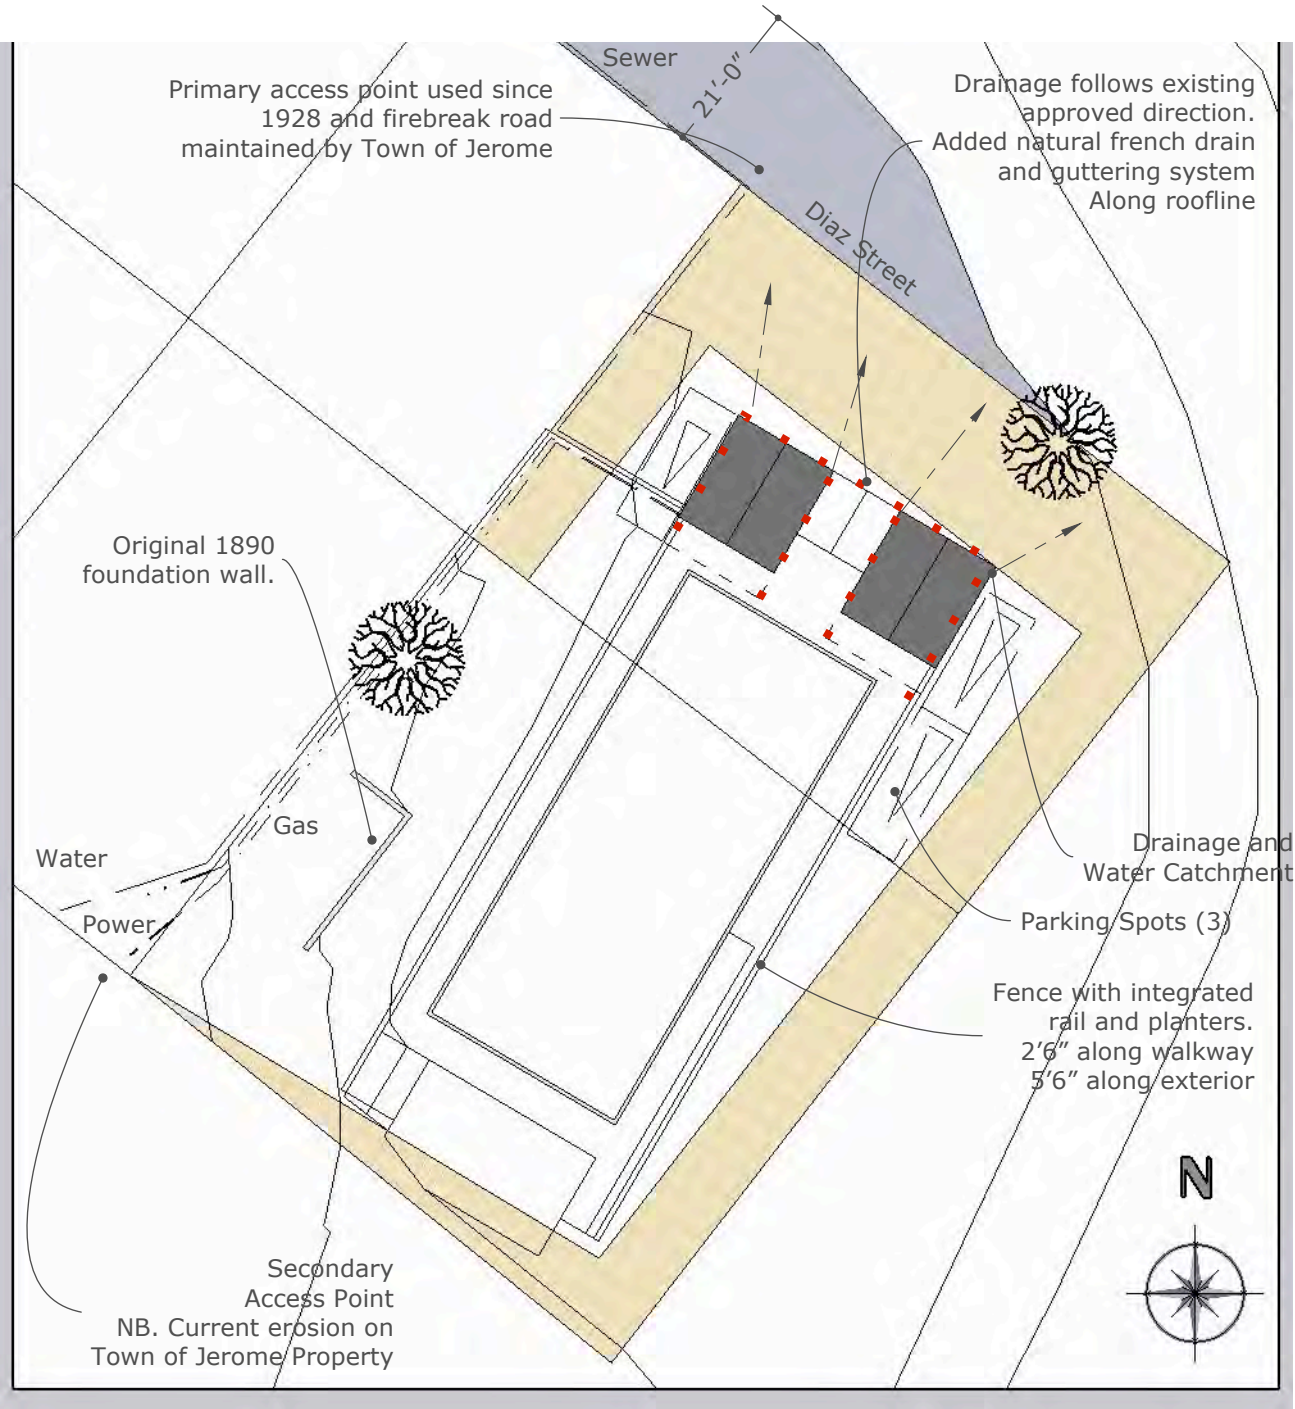 Sewer
21’-0”
Primary access point used since
1928 and firebreak road
maintained by Town of Jerome
Drainage follows existing
approved direction.
Added natural french drain
and guttering system
Along roofline
Diaz Street
Original 1890
foundation wall.
Gas
Water
Power
Drainage and
Water Catchment
Parking Spots (3)
Fence with integrated
rail and planters.
2’6” along walkway
5’6” along exterior
N
Secondary
Access Point
NB. Current erosion on
Town of Jerome Property